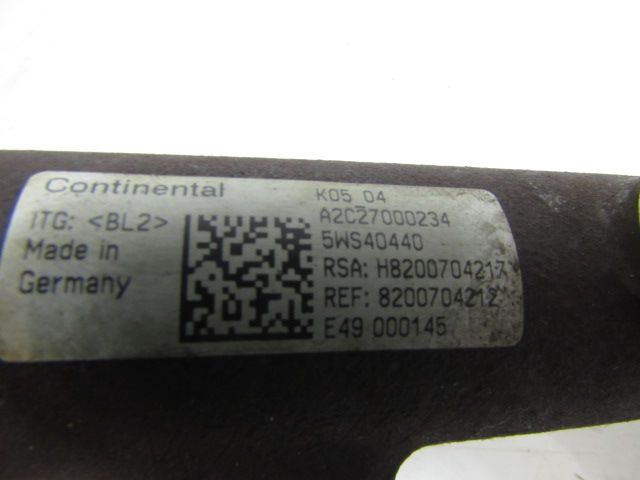 Continental
K05 04
ITG: <BL2>
A2C27000234
Made in
5WS40440
Germany
RSA: H8200704217
REF: 8200704212
E49 000145